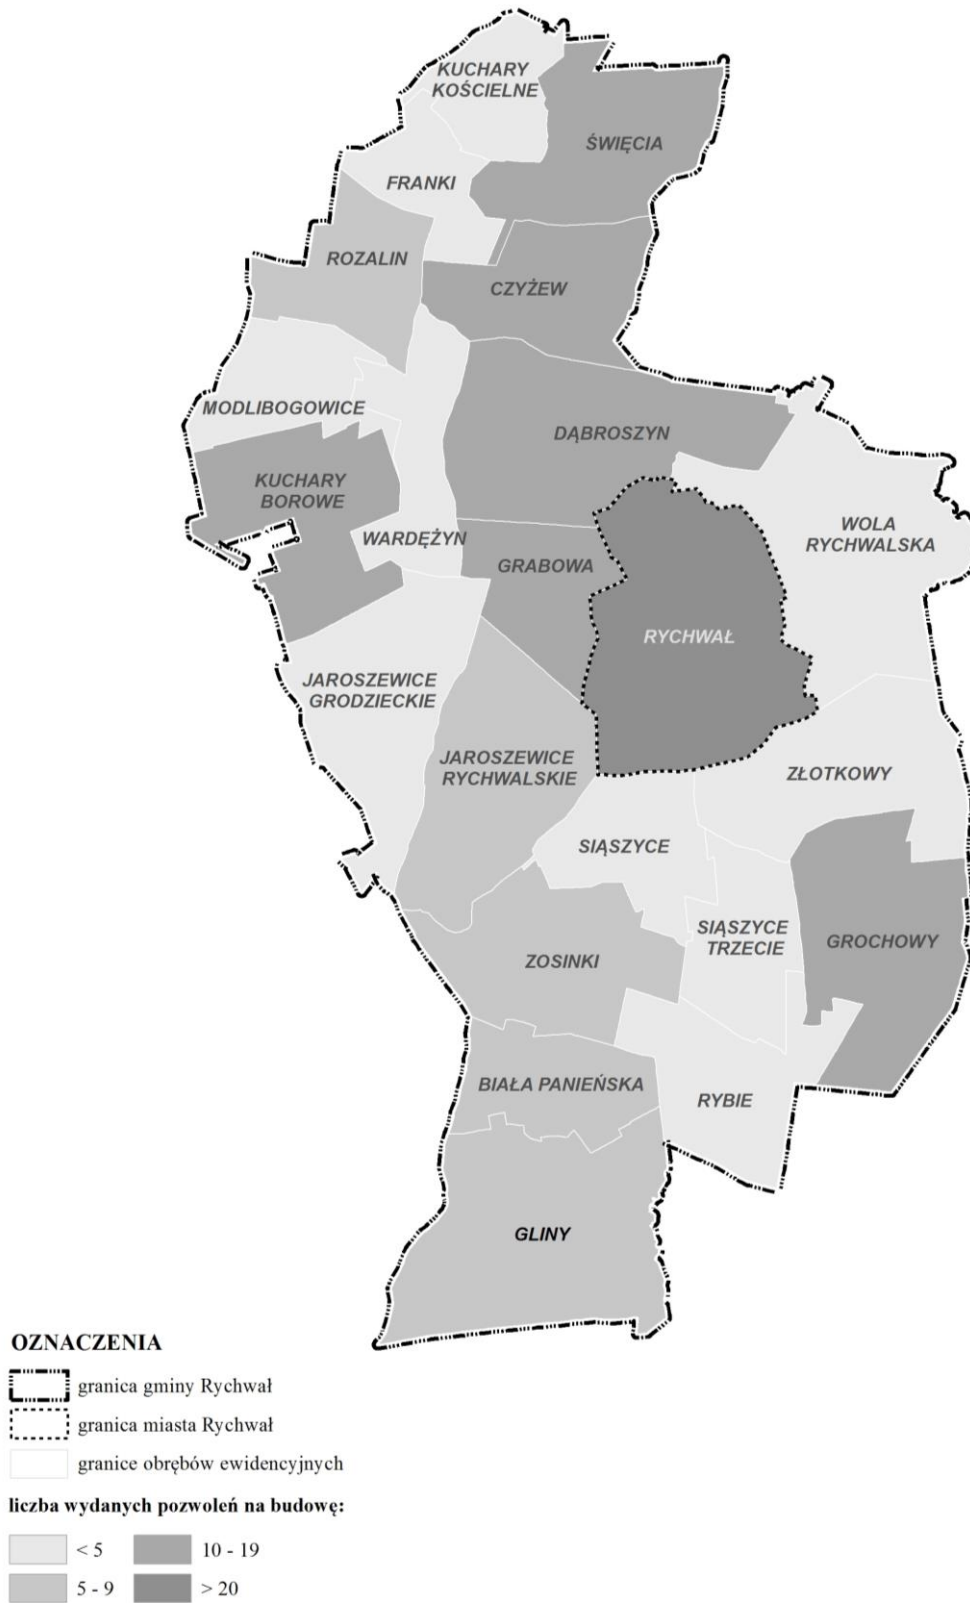 KUCHARY
KOŚCIELNE
ŚWIĘCIA
FRANKI
ROZALIN
CZYŻEW
MODLIBOGOWICE
DĄBROSZYN
KUCHARY
BOROWE
WOLA
RYCHWALSKA
WARDĘŻYN
GRABOWA
RYCHWAŁ
JAROSZEWICE
GRODZIECKIE
JAROSZEWICE
RYCHWALSKIE
ZŁOTKOWY
SIĄSZYCE
SIĄSZYCE
TRZECIE
GROCHOWY
ZOSINKI
BIAŁA PANIEŃSKA
RYBIE
GLINY
OZNACZENIA
granica gminy Rychwał
granica miasta Rychwał
granice obrębów ewidencyjnych
liczba wydanych pozwoleń na budowę:
< 5
10 - 19
5 - 9
> 20